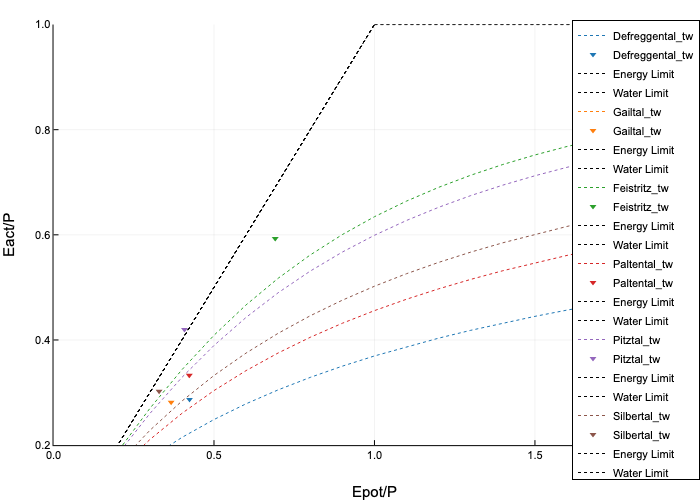 1.0
0.8
0.6
0.4
0.2
0.0
0.5
1.0
1.5
Eact/P
Epot/P
Defreggental_tw
Defreggental_tw
Energy Limit
Water Limit
Gailtal_tw
Gailtal_tw
Energy Limit
Water Limit
Feistritz_tw
Feistritz_tw
Energy Limit
Water Limit
Paltental_tw
Paltental_tw
Energy Limit
Water Limit
Pitztal_tw
Pitztal_tw
Energy Limit
Water Limit
Silbertal_tw
Silbertal_tw
Energy Limit
Water Limit